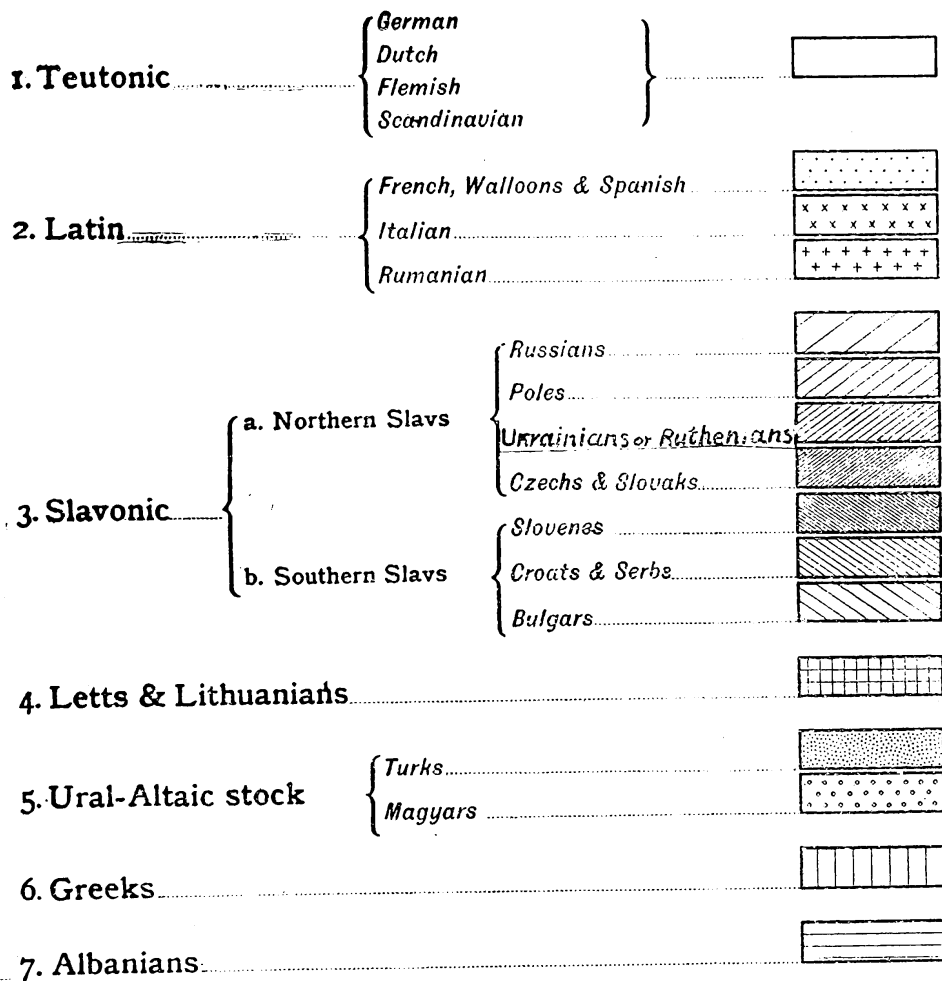 German
Dutch
1. Teutonic
Flemish
Scandinavian
French, Walloons & Spanish
2. Latin
Italian
Rumanian
Russians
Poles
a. Northern Slavs
Ukrainians or Ruthenians
Czechs & Slovaks
3. Slavonic
Slovenes
b. Southern Slavs
Croats & Serbs
Bulgars
4. Letts & Lithuanians
Turks
5. Ural-Altaic stock
Magyars
6. Greeks
7. Albanians